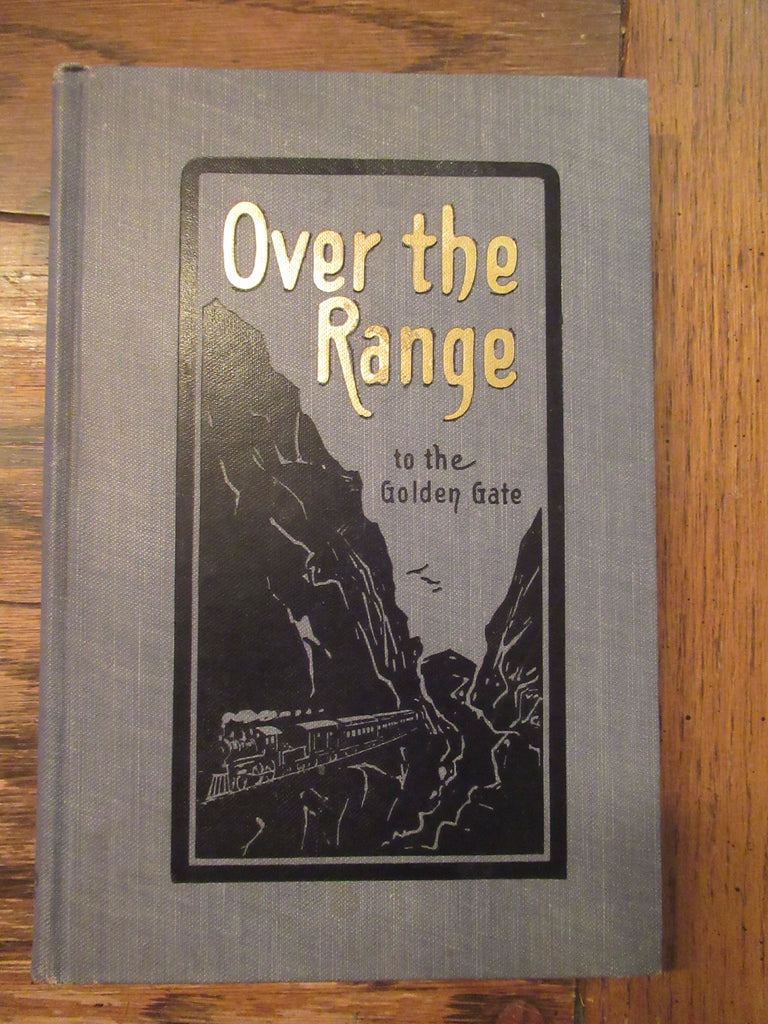 Over the
Range
to the
Golden Gate